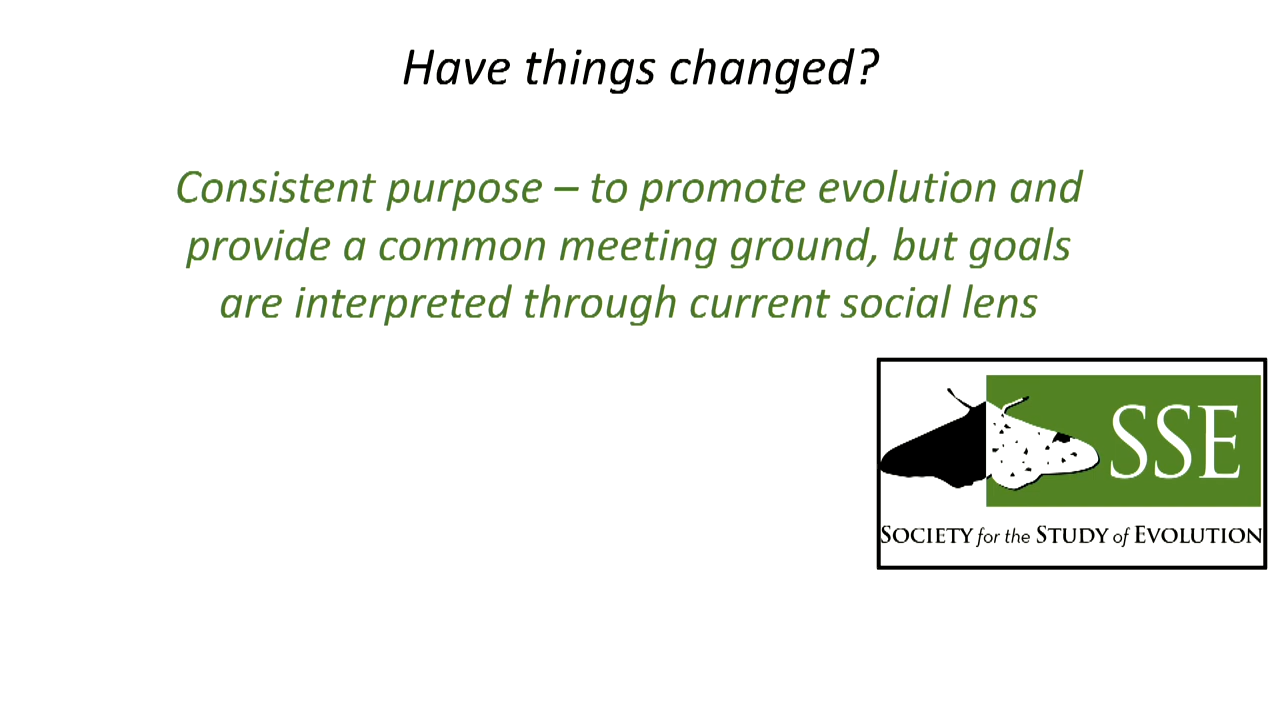 Have things changed?
Consistent purpose – to promote evolution and
provide a common meeting ground, but goals
are interpreted through current social lens
SSE
SOCIETY for the STUDY of EVOLUTION